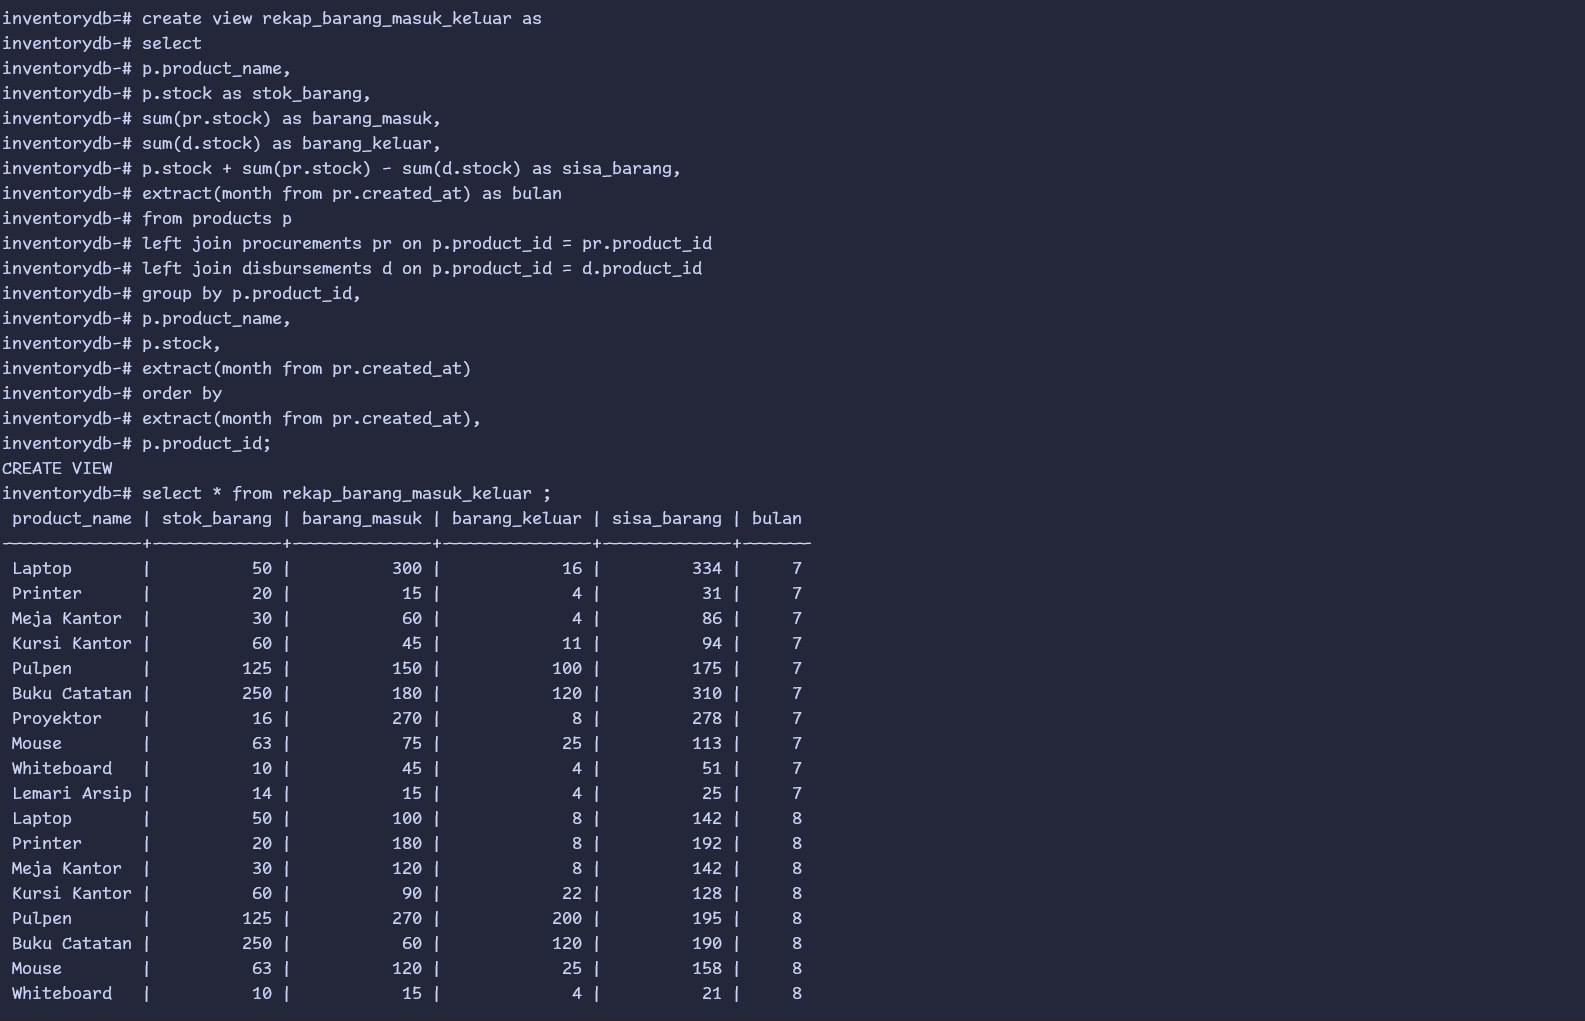 inventorydb=# create view rekap_barang_masuk_keluar as
inventorydb-# select
inventorydb-# p.product_name,
inventorydb-# p.stock as stok_barang,
inventorydb-# sum(pr.stock) as barang_masuk,
inventorydb-# sum(d.stock) as barang_keluar,
inventorydb-# p.stock + sum(pr.stock) - sum(d.stock) as sisa_barang,
inventorydb-# extract(month from pr.created_at) as bulan
inventorydb-# from products p
inventorydb-# left join procurements pr on p.product_id = pr.product_id
inventorydb-# left join disbursements d on p.product_id = d.product_id
inventorydb-# group by p.product_id,
inventorydb-# p.product_name,
inventorydb-# p.stock,
inventorydb-# extract(month from pr.created_at)
inventorydb-# order by
inventorydb-# extract(month from pr.created_at),
inventorydb-# p.product_id;
CREATE VIEW
inventorydb=# select * from rekap_barang_masuk_keluar ;
 product_name | stok_barang | barang_masuk | barang_keluar | sisa_barang | bulan
--------------+-------------+--------------+---------------+-------------+-------
 Laptop       |          50 |          300 |            16 |         334 |     7
 Printer      |          20 |           15 |             4 |          31 |     7
 Meja Kantor  |          30 |           60 |             4 |          86 |     7
 Kursi Kantor |          60 |           45 |            11 |          94 |     7
 Pulpen       |         125 |          150 |           100 |         175 |     7
 Buku Catatan |         250 |          180 |           120 |         310 |     7
 Proyektor    |          16 |          270 |             8 |         278 |     7
 Mouse        |          63 |           75 |            25 |         113 |     7
 Whiteboard   |          10 |           45 |             4 |          51 |     7
 Lemari Arsip |          14 |           15 |             4 |          25 |     7
 Laptop       |          50 |          100 |             8 |         142 |     8
 Printer      |          20 |          180 |             8 |         192 |     8
 Meja Kantor  |          30 |          120 |             8 |         142 |     8
 Kursi Kantor |          60 |           90 |            22 |         128 |     8
 Pulpen       |         125 |          270 |           200 |         195 |     8
 Buku Catatan |         250 |           60 |           120 |         190 |     8
 Mouse        |          63 |          120 |            25 |         158 |     8
 Whiteboard   |          10 |           15 |             4 |          21 |     8